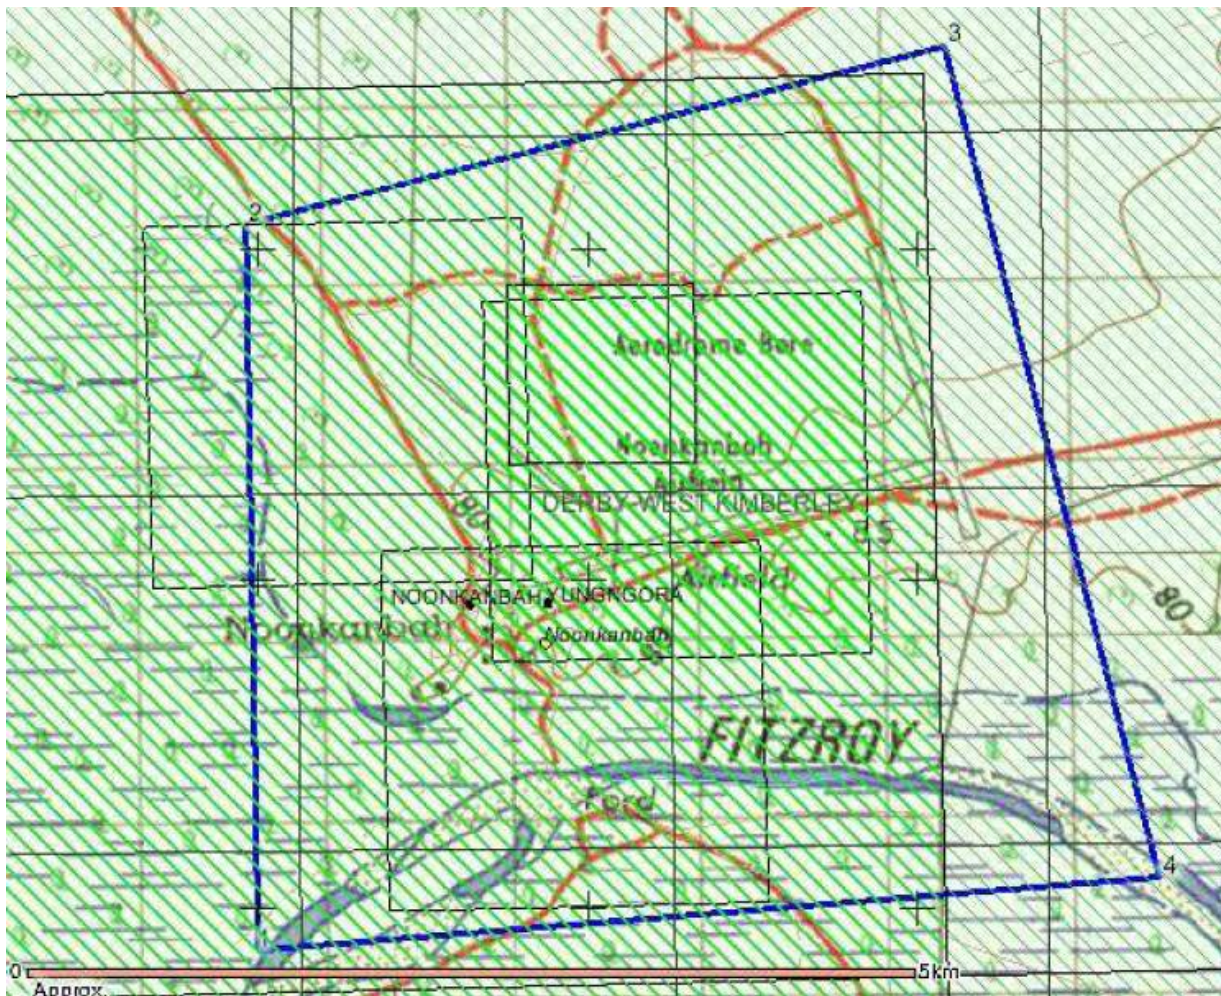 3
2
Aerodrome Bore
Noonkanbah
Airfield
DERBY-WEST KIMBERLEY
80
85
Airfield
NOONKANBAH YUNGNGORA
Noonkanbah
Noonkanbah
80
FITZROY
Ford
4
0
5km
Approx.